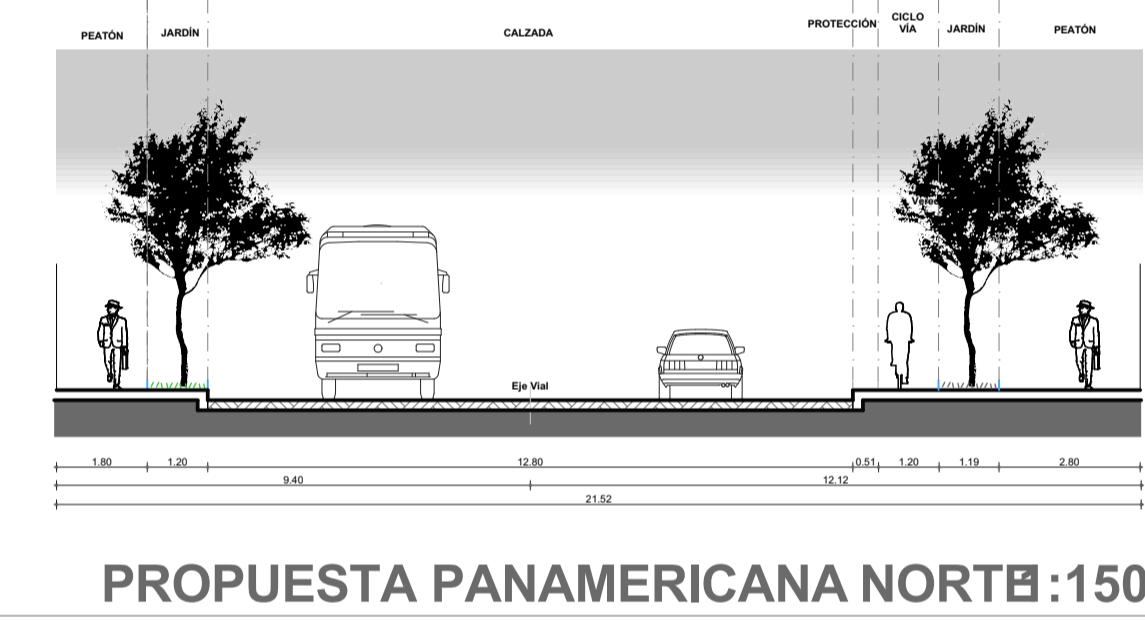 PEATÓN JARDÍN CALZADA PROTECCIÓN CICLO VÍA JARDÍN PEATÓN
Eje Vial
1.80 1.20 12.80 0.51 1.20 1.19 2.80
9.40 12.12
21.52
PROPUESTA PANAMERICANA NORTE 1:150